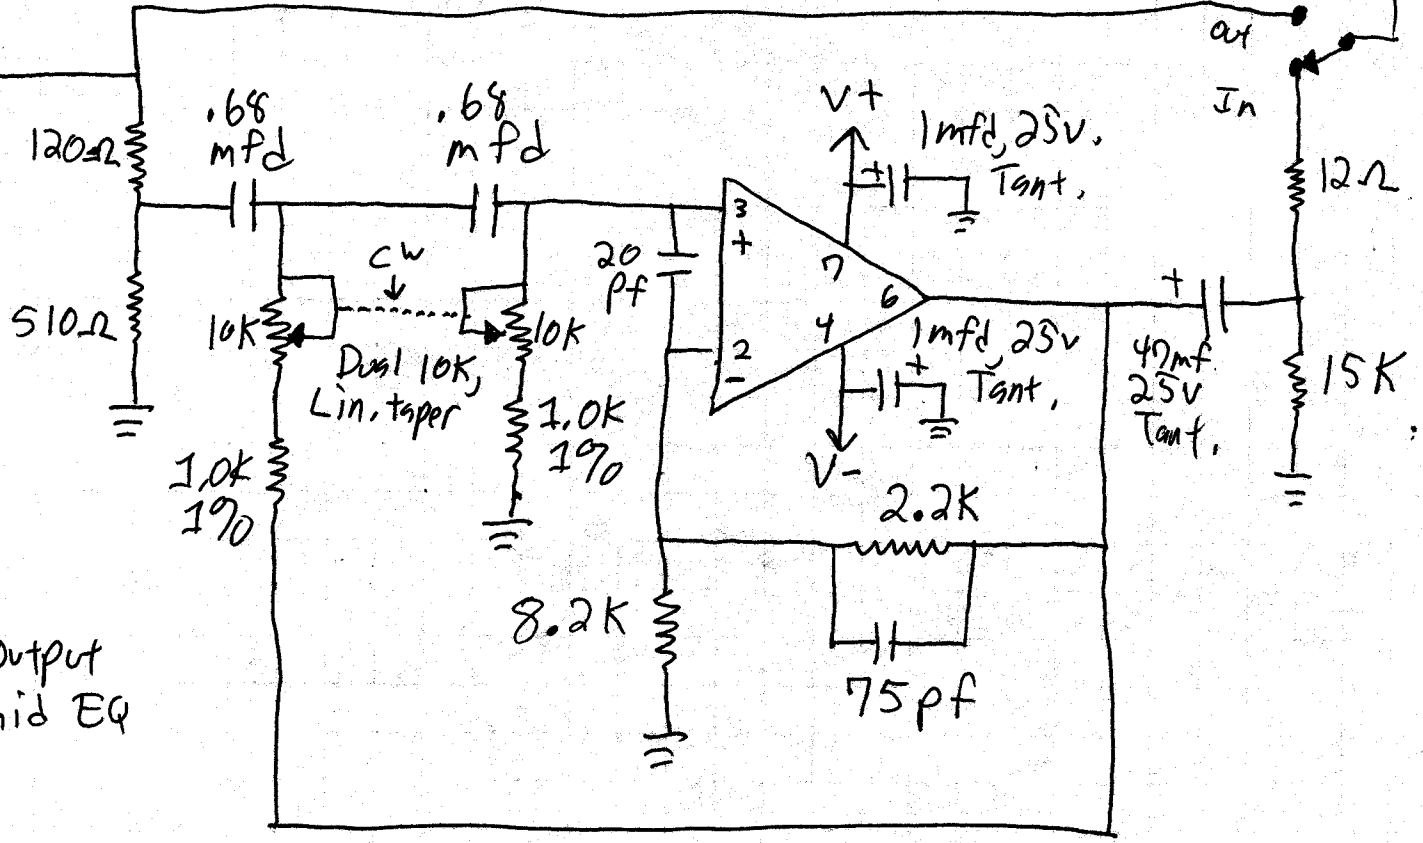 Out
In
120Ω
.68
mfd
.68
mfd
V+
1mfd, 25v.
Tant.
+
12Ω
510Ω
CW
10K
10K
Dual 10K,
Lin. taper
20
pf
3
+
7
6
4
2
-
1mfd, 25v
Tant.
+
V-
+
47mf
25v
Tant.
15K
1.0K
1%
1.0K
1%
2.2K
8.2K
75pf
Output
mid EQ